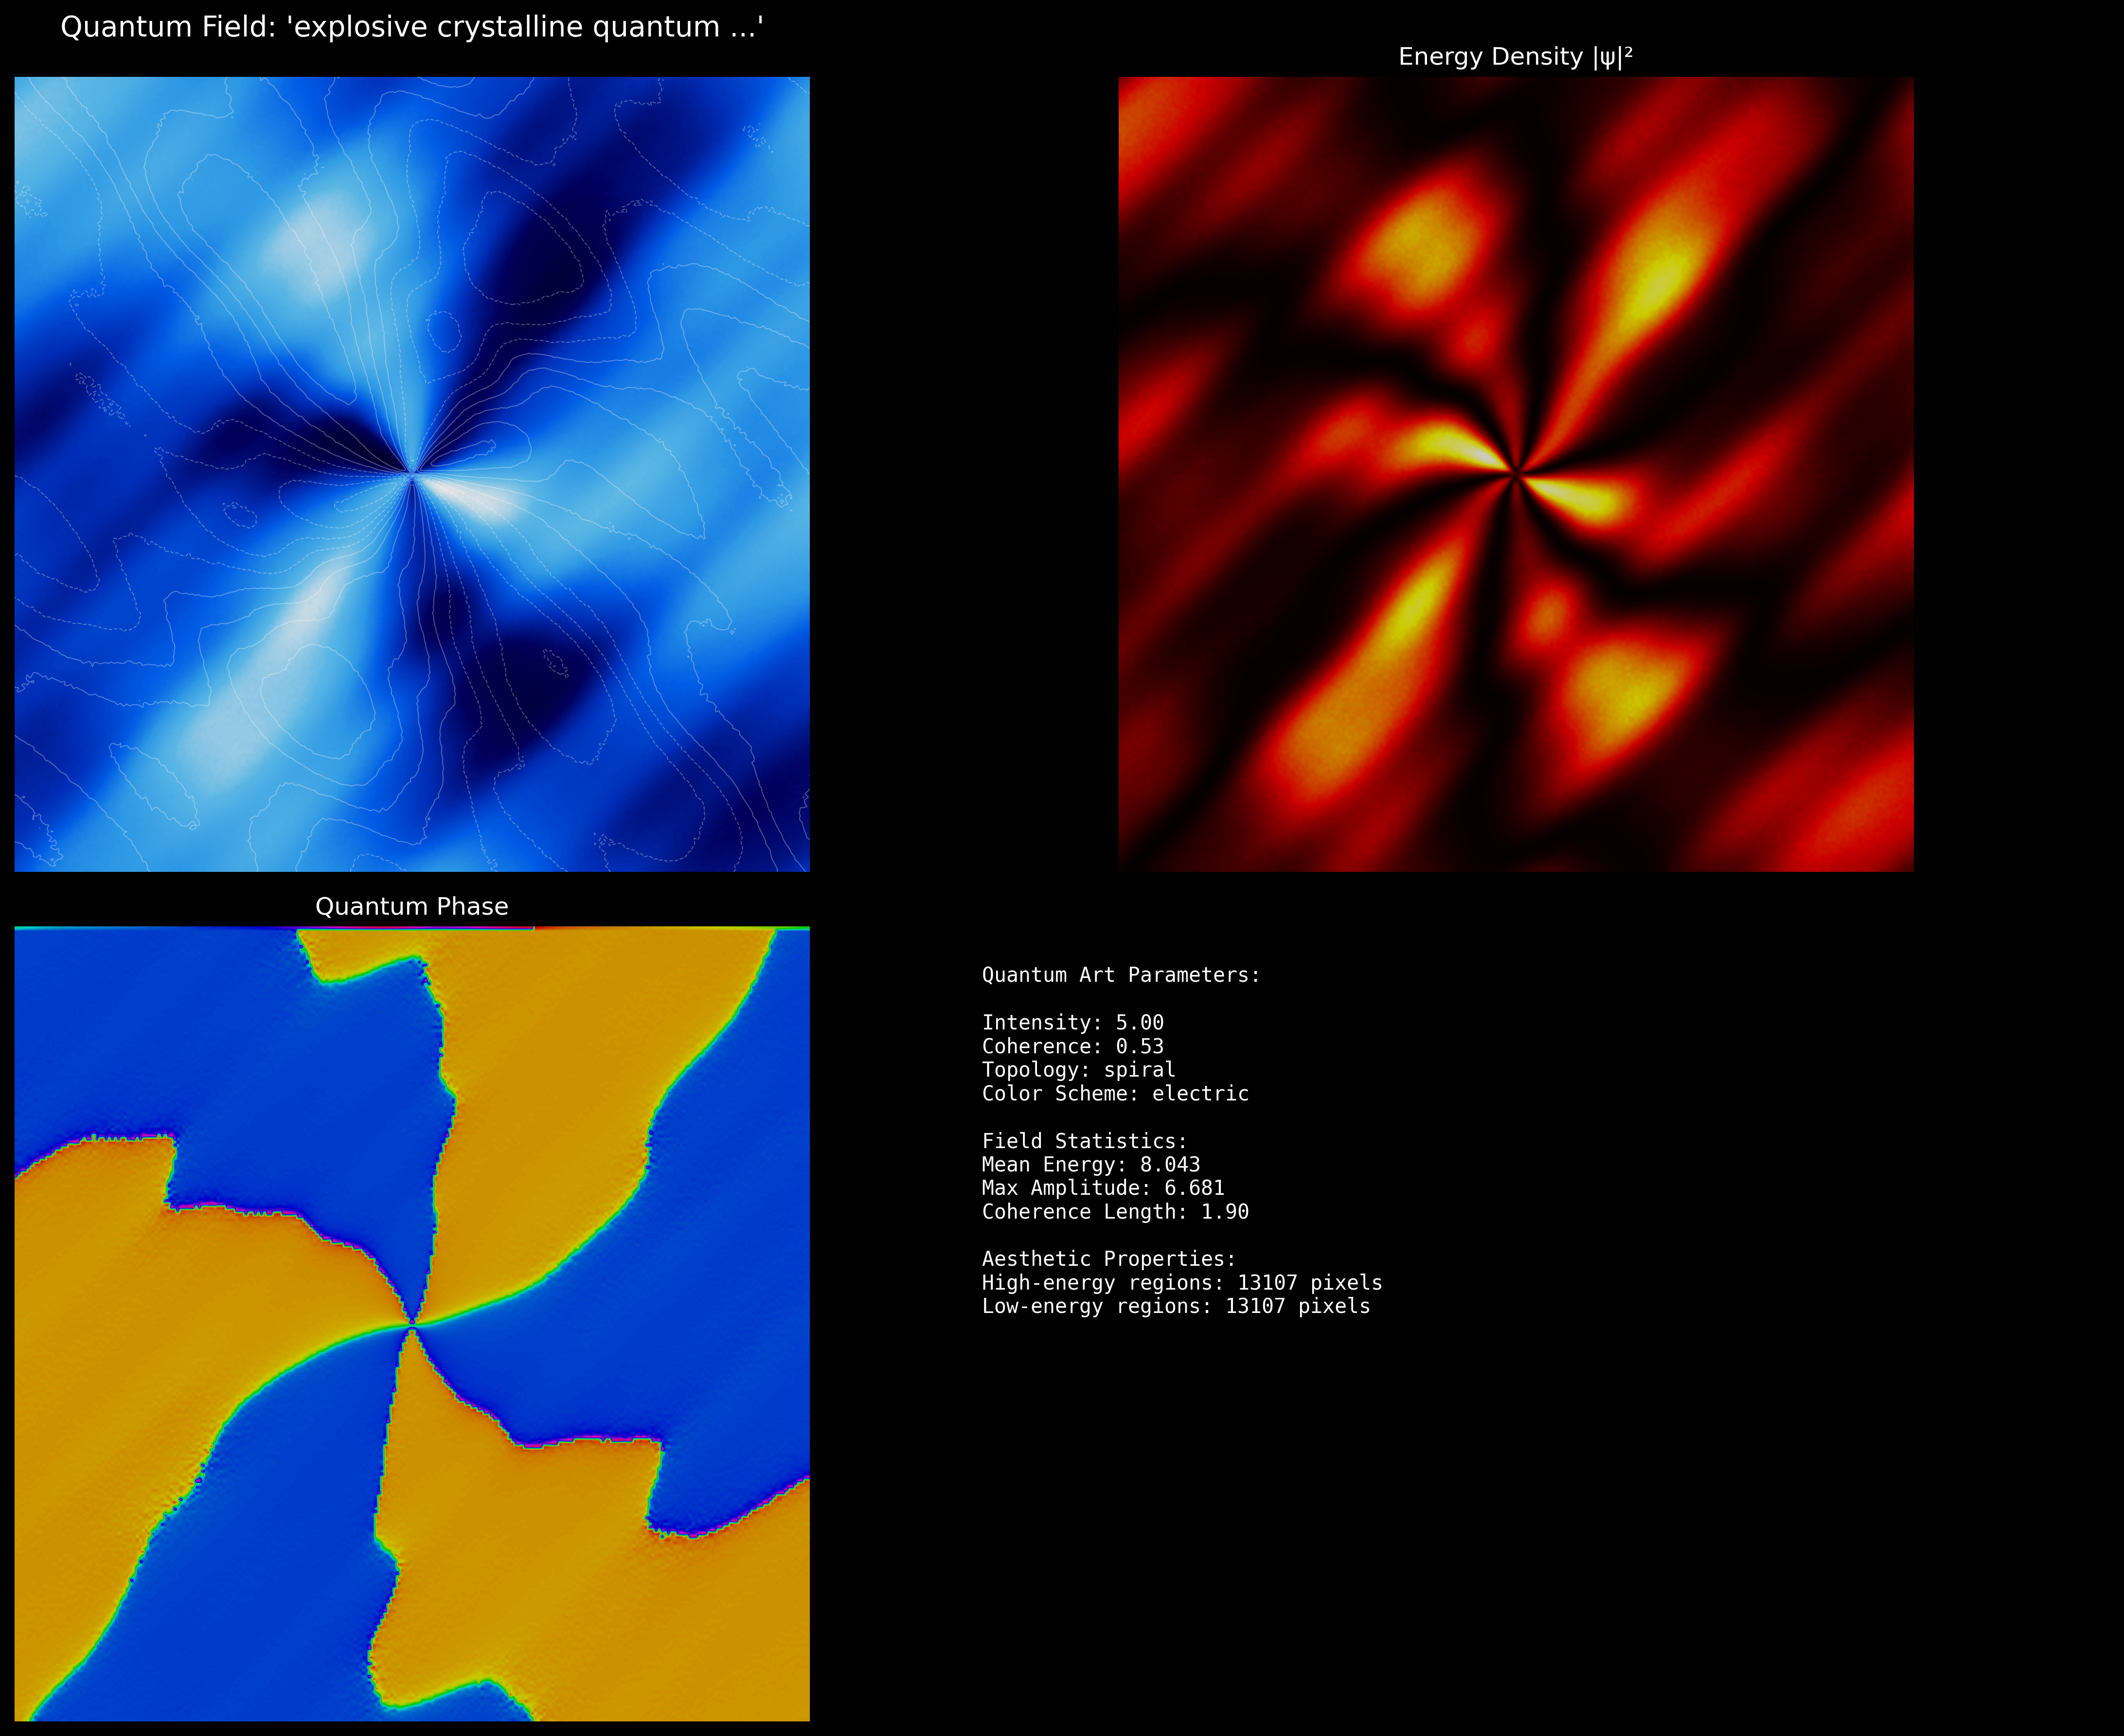 Quantum Field: 'explosive crystalline quantum ...'
Energy Density |ψ|²
Quantum Phase
Quantum Art Parameters:
Intensity: 5.00
Coherence: 0.53
Topology: spiral
Color Scheme: electric
Field Statistics:
Mean Energy: 8.043
Max Amplitude: 6.681
Coherence Length: 1.90
Aesthetic Properties:
High-energy regions: 13107 pixels
Low-energy regions: 13107 pixels